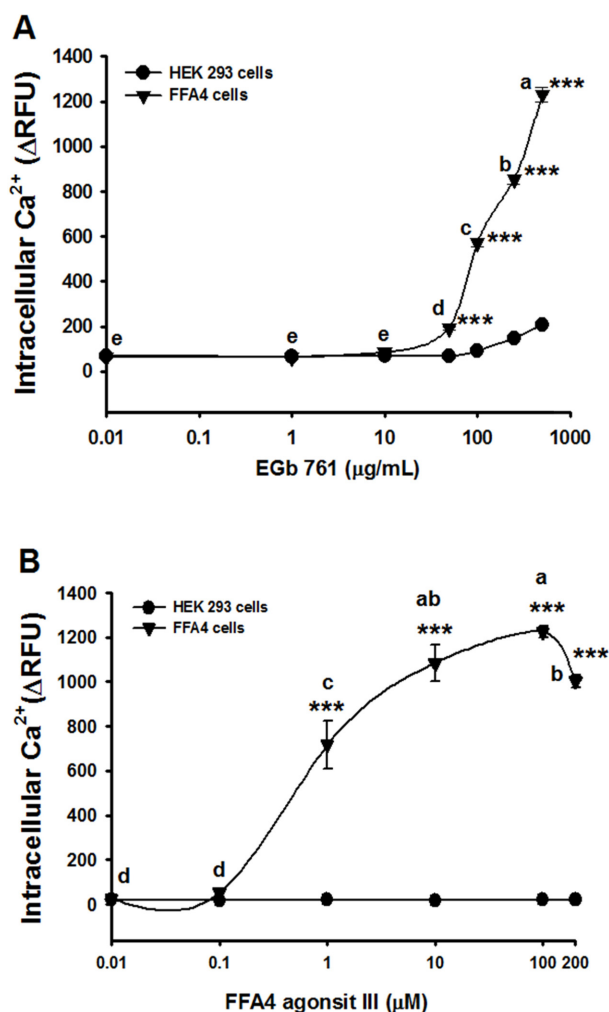 A
Intracellular Ca2+ (ΔRFU)
1400
1200
1000
800
600
400
200
0
HEK 293 cells
FFA4 cells
a ***
b ***
c ***
d ***
e e e
0.01 0.1 1 10 100 1000
EGb 761 (µg/mL)
B
Intracellular Ca2+(ΔRFU)
1400
1200
1000
800
600
400
200
0
HEK 293 cells
FFA4 cells
a
ab *** ***
c *** b
***
d d
0.01 0.1 1 10 100 200
FFA4 agonsit III (µM)